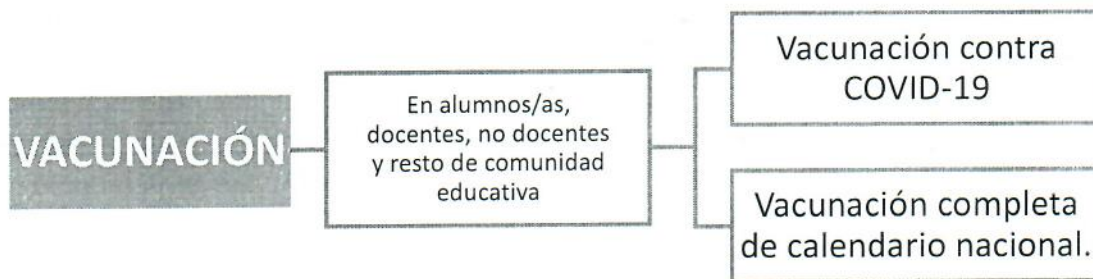 VACUNACIÓN
En alumnos/as,
docentes, no docentes
y resto de comunidad
educativa
Vacunación contra
COVID-19
Vacunación completa
de calendario nacional.